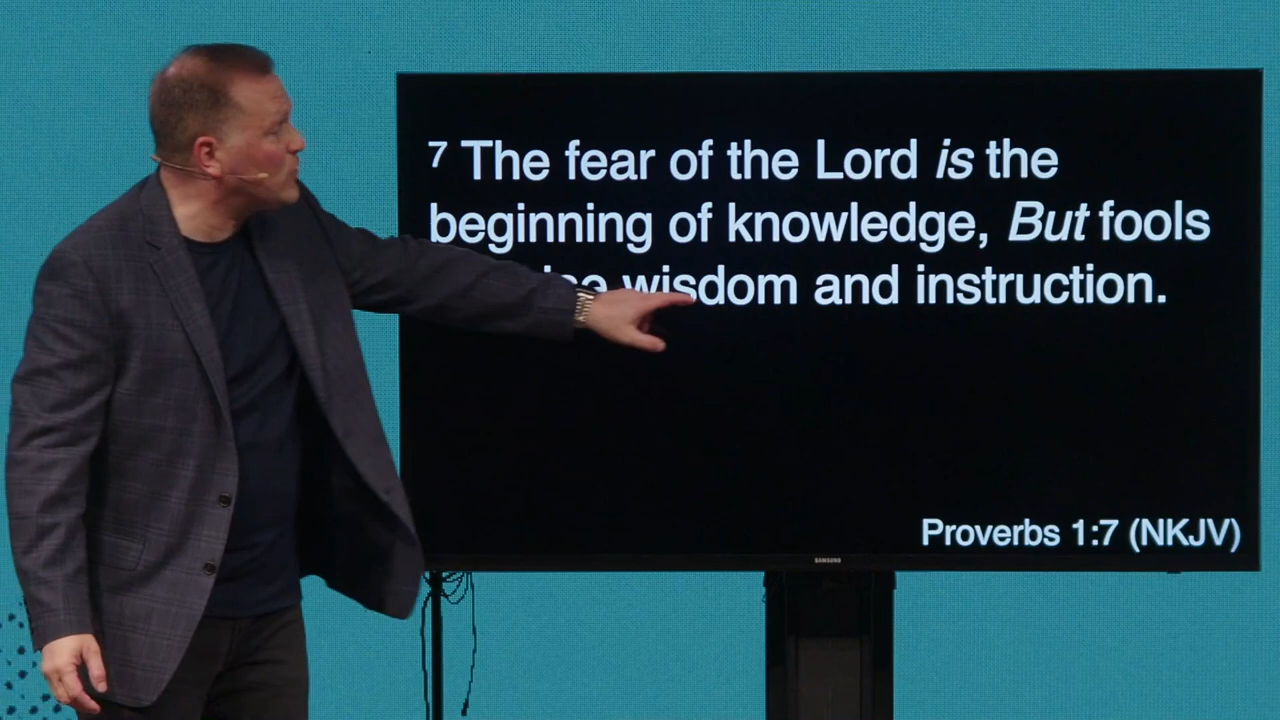 7 The fear of the Lord is the
beginning of knowledge, But fools
wisdom and instruction.
Proverbs 1:7 (NKJV)
SAMSUNG